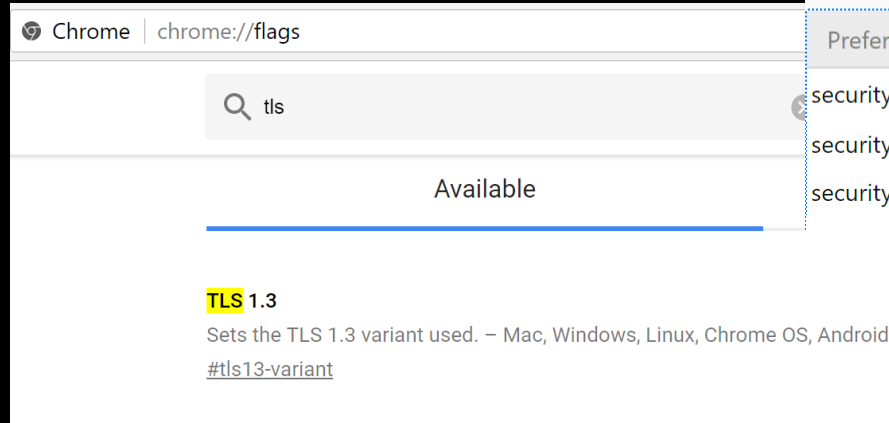 Chrome chrome://flags
tls
Available
TLS 1.3
Sets the TLS 1.3 variant used. – Mac, Windows, Linux, Chrome OS, Android
#tls13-variant
Prefer
security
security
security